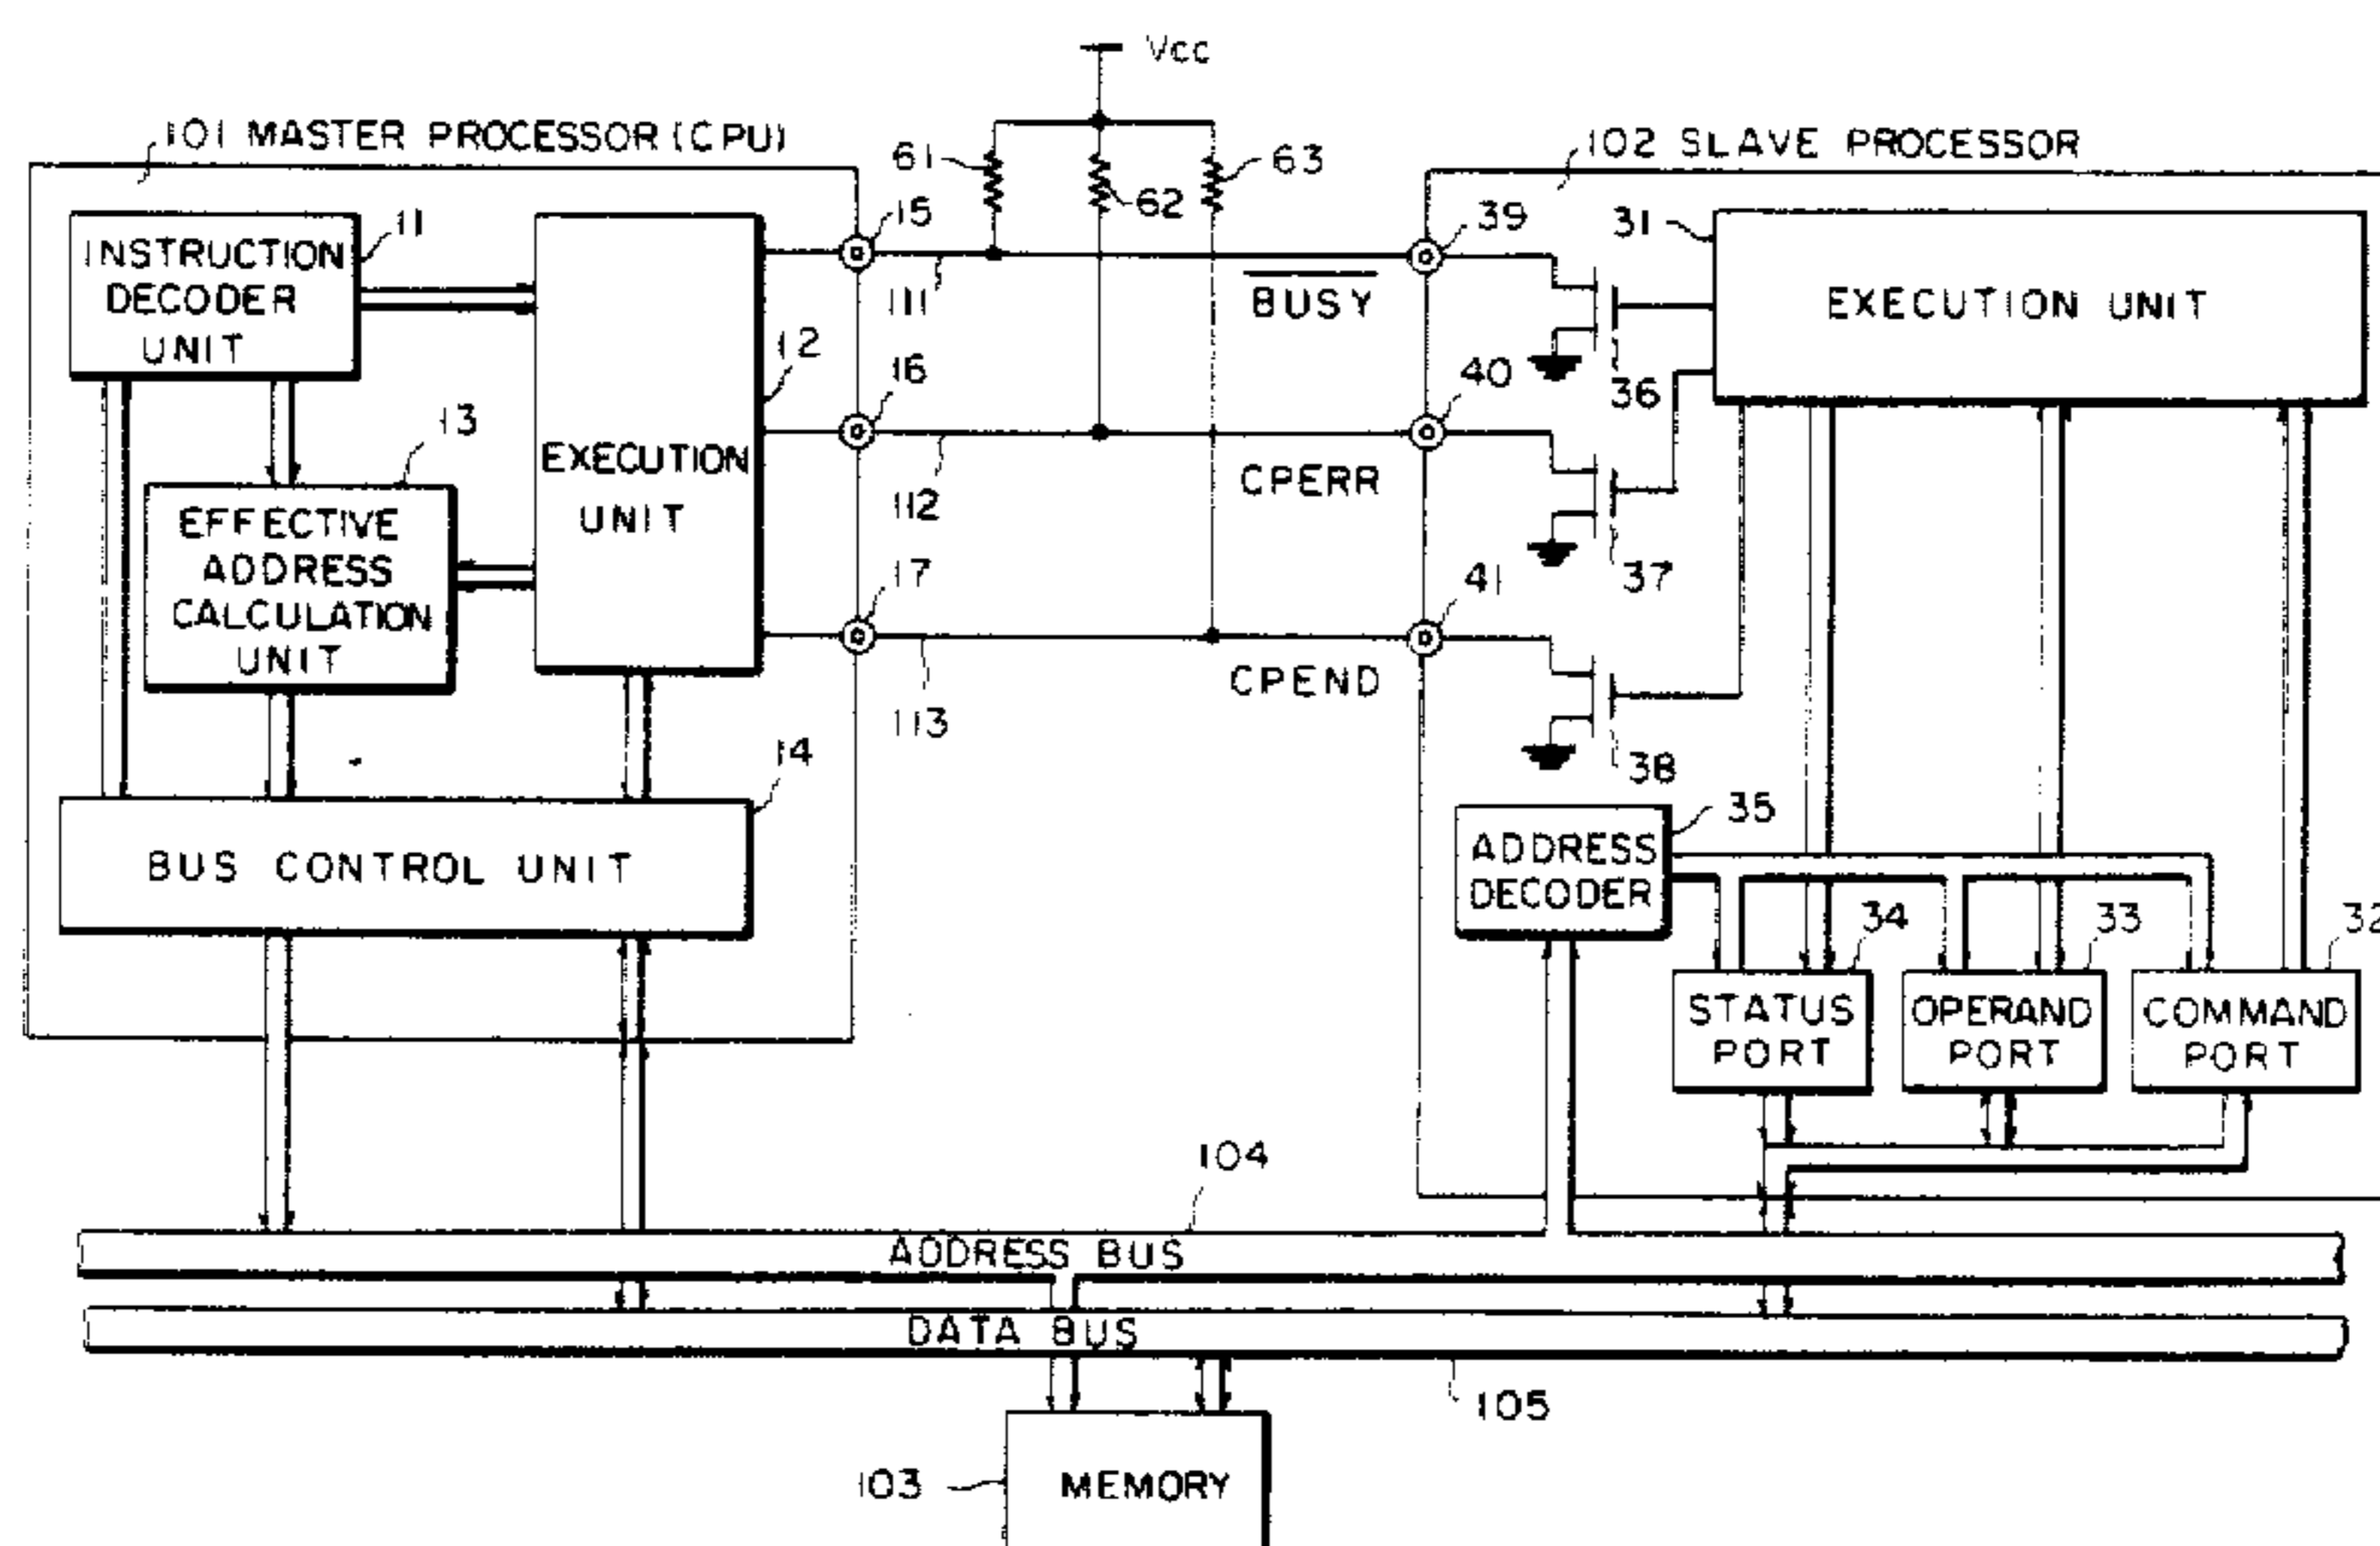 Vcc
101 MASTER PROCESSOR (CPU)
61
62
63
102 SLAVE PROCESSOR
INSTRUCTION
DECODER
UNIT
11
15
111
BUSY
39
36
31
EXECUTION UNIT
12
16
112
CPERR
40
37
13
EXECUTION
UNIT
EFFECTIVE
ADDRESS
CALCULATION
UNIT
17
113
CPEND
41
38
14
BUS CONTROL UNIT
35
ADDRESS
DECODER
34
33
32
STATUS
PORT
OPERAND
PORT
COMMAND
PORT
104
ADDRESS BUS
DATA BUS
105
103
MEMORY